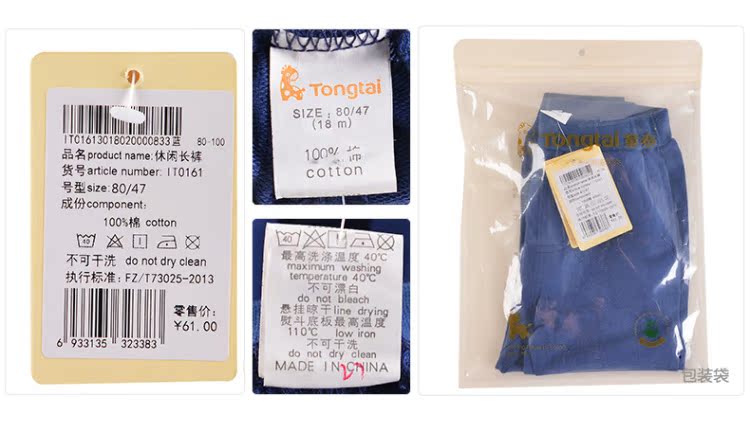 IT01613018020000833蓝 80-100
品名product name:休闲长裤
货号article number: IT0161
号型size:80/47
成份component:
100%棉 cotton
不可干洗 do not dry clean
执行标准: FZ/T73025-2013
零售价:
¥61.00
6 933135 323383
Tongtai
SIZE: 80/47
(18 m)
100%棉
cotton
最高洗涤温度 40℃
maximum washing
temperature 40℃
不可漂白
do not bleach
悬挂晾干line drying
熨斗底板最高温度
110℃ low iron
不可干洗
do not dry clean
MADE IN CHINA
Tongtai 童泰
包装袋